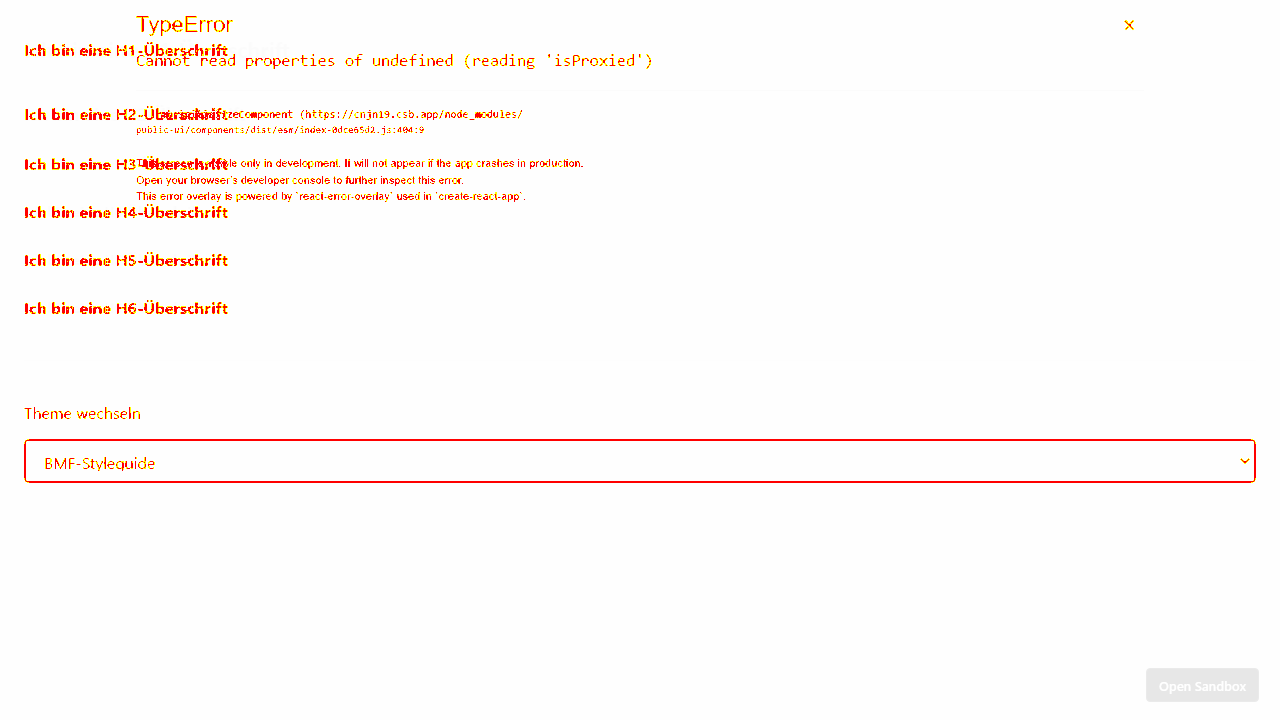 TypeError
×
Ich bin eine H1-Überschrift
Cannot read properties of undefined (reading 'isProxied')
Ich bin eine H2-Überschrift
(https://cnjn19.csb.app/node_modules/
public-ui/components/dist/esm/index-0dce65d2.js:404:9
Ich bin eine H3-Überschrift
This screen is visible only in development. It will not appear if the app crashes in production.
Open your browser's developer console to further inspect this error.
This error overlay is powered by `react-error-overlay` used in `create-react-app`.
Ich bin eine H4-Überschrift
Ich bin eine H5-Überschrift
Ich bin eine H6-Überschrift
Theme wechseln
BMF-Styleguide
Open Sandbox